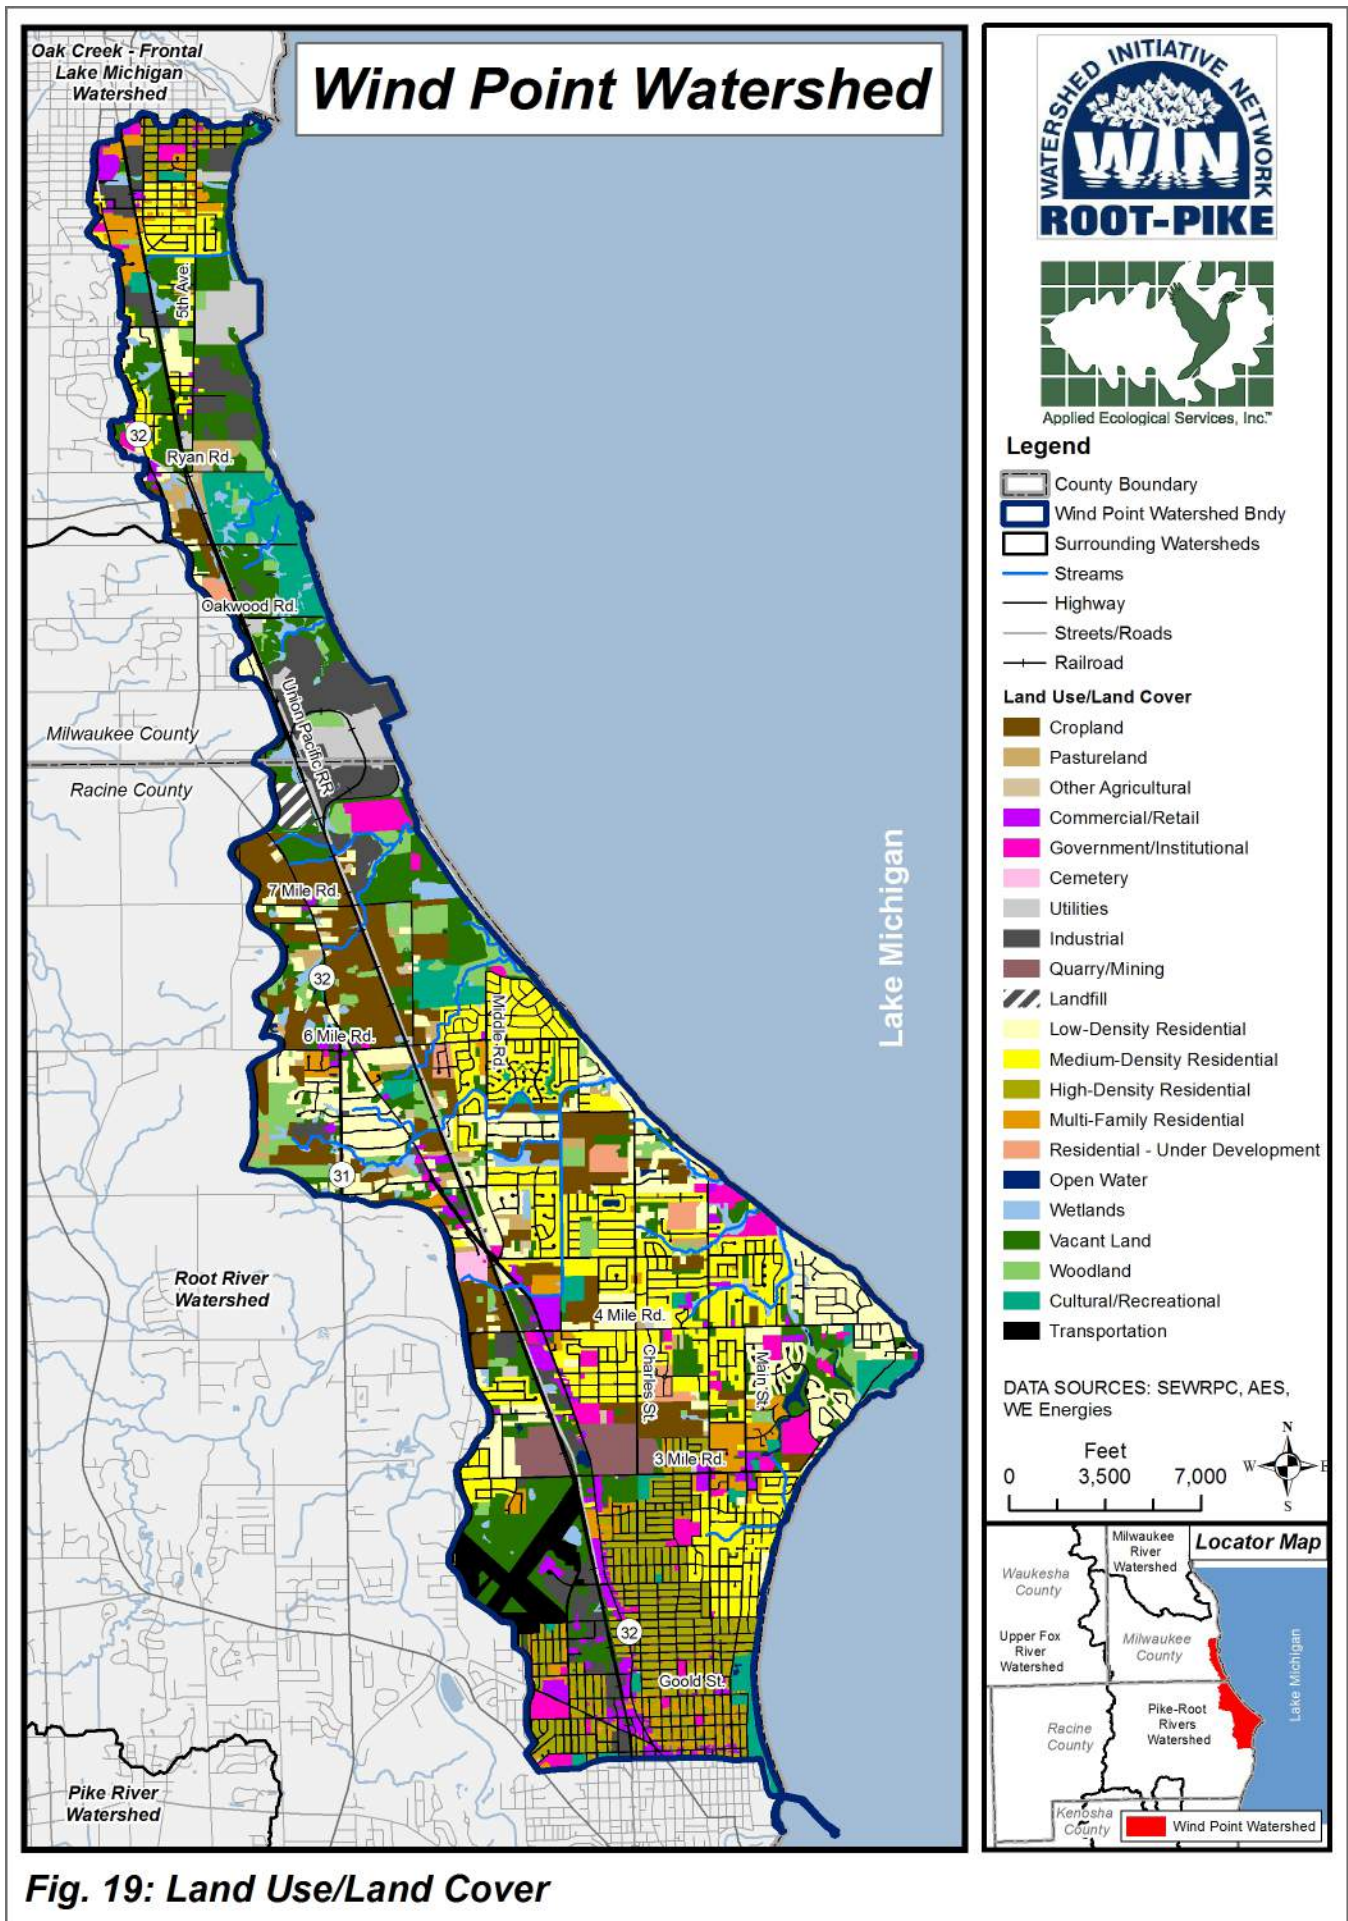 Oak Creek - Frontal
Lake Michigan
Watershed
Wind Point Watershed
5th Ave.
32
Ryan Rd.
Oakwood Rd.
Union Pacific RR
Milwaukee County
Racine County
7 Mile Rd.
32
6 Mile Rd.
Middle Rd.
31
Root River
Watershed
4 Mile Rd.
Charles St.
Main St.
3 Mile Rd.
32
Goold St.
Pike River
Watershed
Lake Michigan
WATERSHED INITIATIVE NETWORK
WIN
ROOT-PIKE
Applied Ecological Services, Inc.™
Legend
County Boundary
Wind Point Watershed Bndy
Surrounding Watersheds
Streams
Highway
Streets/Roads
Railroad
Land Use/Land Cover
Cropland
Pastureland
Other Agricultural
Commercial/Retail
Government/Institutional
Cemetery
Utilities
Industrial
Quarry/Mining
Landfill
Low-Density Residential
Medium-Density Residential
High-Density Residential
Multi-Family Residential
Residential - Under Development
Open Water
Wetlands
Vacant Land
Woodland
Cultural/Recreational
Transportation
DATA SOURCES: SEWRPC, AES,
WE Energies
Feet
0 3,500 7,000
N
W E
S
Locator Map
Milwaukee
River
Watershed
Waukesha
County
Upper Fox
River
Watershed
Milwaukee
County
Lake Michigan
Pike-Root
Rivers
Watershed
Racine
County
Kenosha
County
Wind Point Watershed
Fig. 19: Land Use/Land Cover